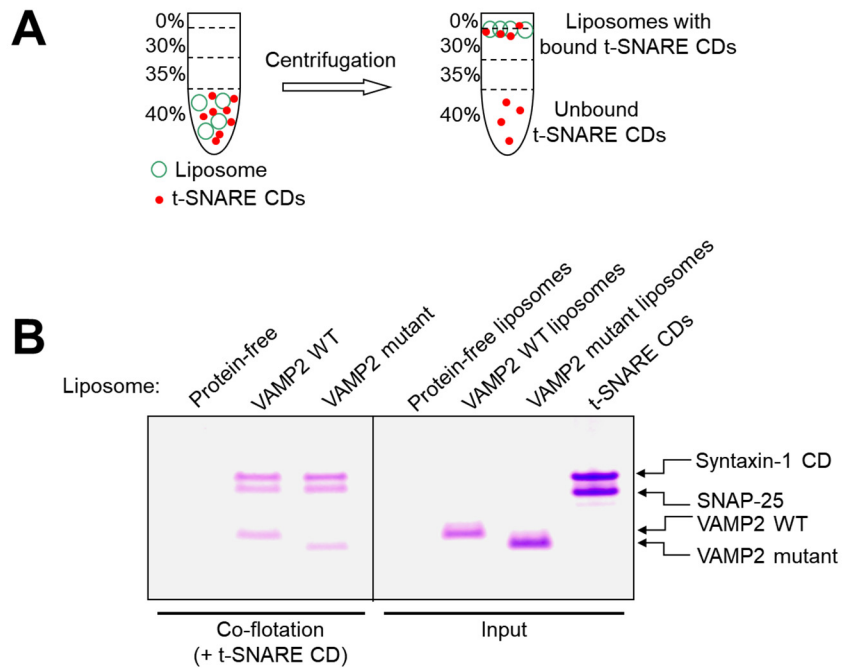 A
0%
30%
35%
40%
Centrifugation
0%
30%
35%
40%
Liposomes with
bound t-SNARE CDs
Unbound
t-SNARE CDs
Liposome
t-SNARE CDs
B
Liposome:
Protein-free
VAMP2 WT
VAMP2 mutant
Protein-free liposomes
VAMP2 WT liposomes
VAMP2 mutant liposomes
t-SNARE CDs
Syntaxin-1 CD
SNAP-25
VAMP2 WT
VAMP2 mutant
Co-flotation
(+ t-SNARE CD)
Input